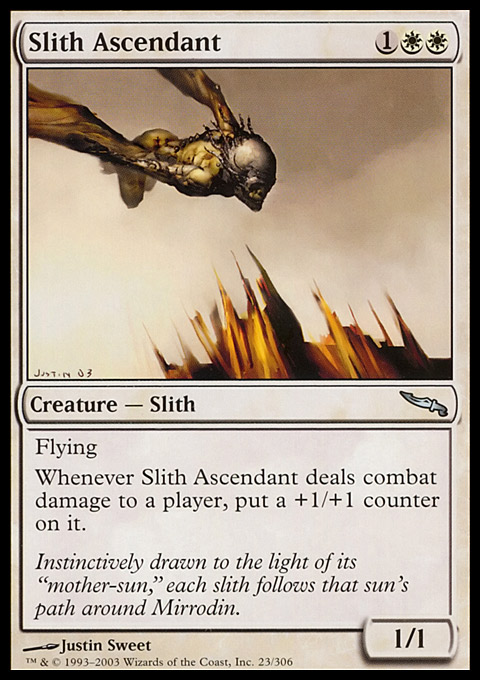 Slith Ascendant 1
JUSTIN 03
Creature — Slith
Flying
Whenever Slith Ascendant deals combat
damage to a player, put a +1/+1 counter
on it.
Instinctively drawn to the light of its
“mother-sun,” each slith follows that sun’s
path around Mirrodin.
1/1
Justin Sweet
™ & © 1993–2003 Wizards of the Coast, Inc. 23/306